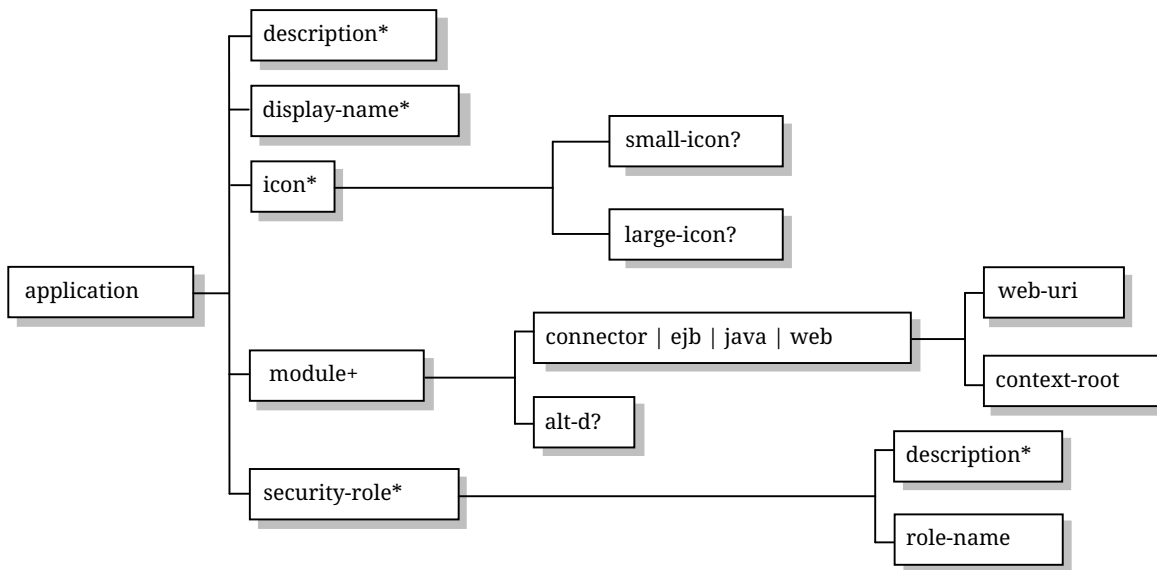 description*
display-name*
small-icon?
icon*
large-icon?
application
web-uri
connector | ejb | java | web
module+
context-root
alt-d?
description*
security-role*
role-name